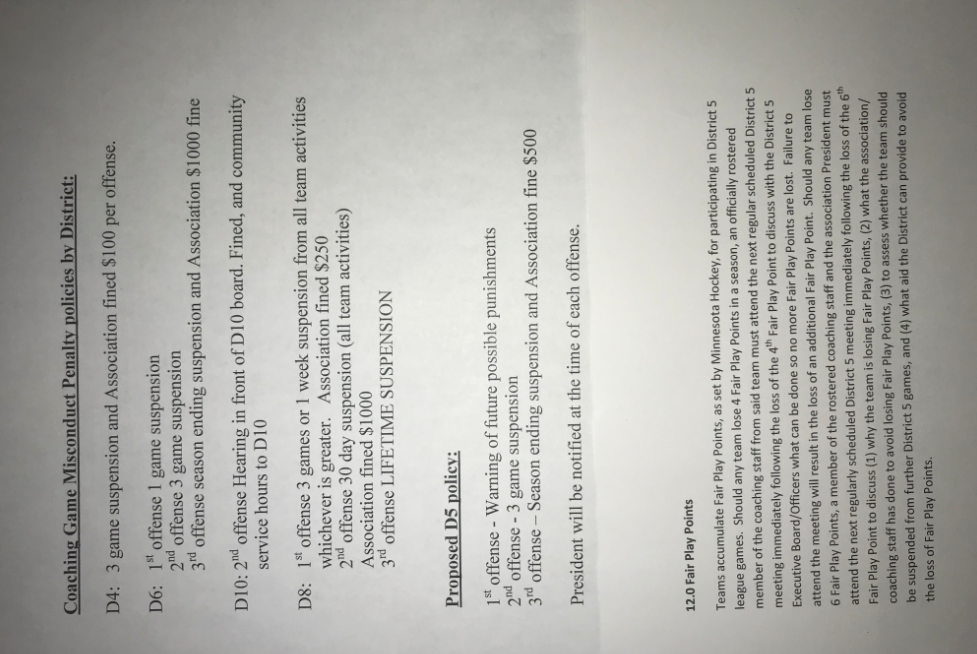 Coaching Game Misconduct Penalty policies by District:
D4: 3 game suspension and Association fined $100 per offense.
D6: 1st offense 1 game suspension
2nd offense 3 game suspension
3rd offense season ending suspension and Association $1000 fine
D10: 2nd offense Hearing in front of D10 board. Fined, and community
service hours to D10
D8: 1st offense 3 games or 1 week suspension from all team activities
whichever is greater. Association fined $250
2nd offense 30 day suspension (all team activities)
Association fined $1000
3rd offense LIFETIME SUSPENSION
Proposed D5 policy:
1st offense - Warning of future possible punishments
2nd offense - 3 game suspension
3rd offense – Season ending suspension and Association fine $500
President will be notified at the time of each offense.
12.0 Fair Play Points
Teams accumulate Fair Play Points, as set by Minnesota Hockey, for participating in District 5
league games. Should any team lose 4 Fair Play Points in a season, an officially rostered
member of the coaching staff from said team must attend the next regular scheduled District 5
meeting immediately following the loss of the 4th Fair Play Point to discuss with the District 5
Executive Board/Officers what can be done so no more Fair Play Points are lost. Failure to
attend the meeting will result in the loss of an additional Fair Play Point. Should any team lose
6 Fair Play Points, a member of the rostered coaching staff and the association President must
attend the next regularly scheduled District 5 meeting immediately following the loss of the 6th
Fair Play Point to discuss (1) why the team is losing Fair Play Points, (2) what the association/
coaching staff has done to avoid losing Fair Play Points, (3) to assess whether the team should
be suspended from further District 5 games, and (4) what aid the District can provide to avoid
the loss of Fair Play Points.